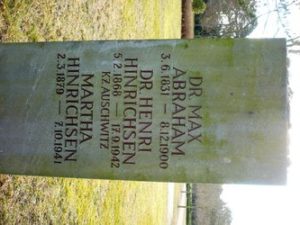 DR. MAX
ABRAHAM
3.6.1831 — 8.12.1900
DR. HENRI
HINRICHSEN
5.2.1868 — 17.9.1942
KZ AUSCHWITZ
MARTHA
HINRICHSEN
2.3.1879 — 7.10.1941